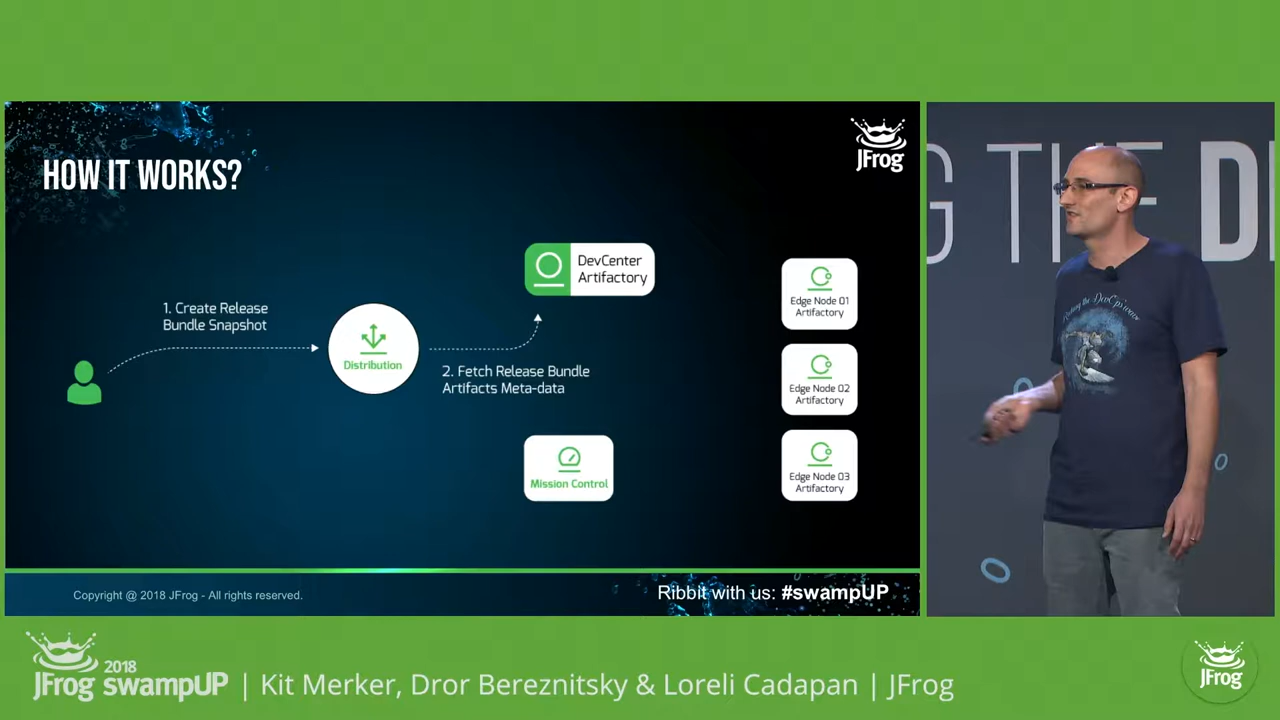 HOW IT WORKS?
JFrog
1. Create Release
Bundle Snapshot
Distribution
DevCenter
Artifactory
2. Fetch Release Bundle
Artifacts Meta-data
Mission Control
Edge Node 01
Artifactory
Edge Node 02
Artifactory
Edge Node 03
Artifactory
Copyright @ 2018 JFrog - All rights reserved.
Ribbit with us: #swampUP
G THE D
2018
JFrog swampUP | Kit Merker, Dror Bereznitsky & Loreli Cadapan | JFrog
JFrog